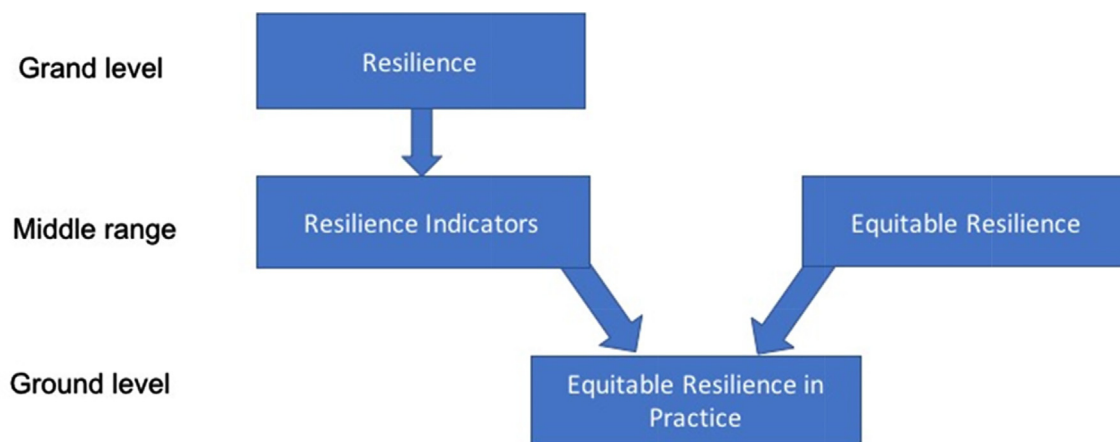 Grand level
Resilience
Middle range
Resilience Indicators
Equitable Resilience
Ground level
Equitable Resilience in
Practice